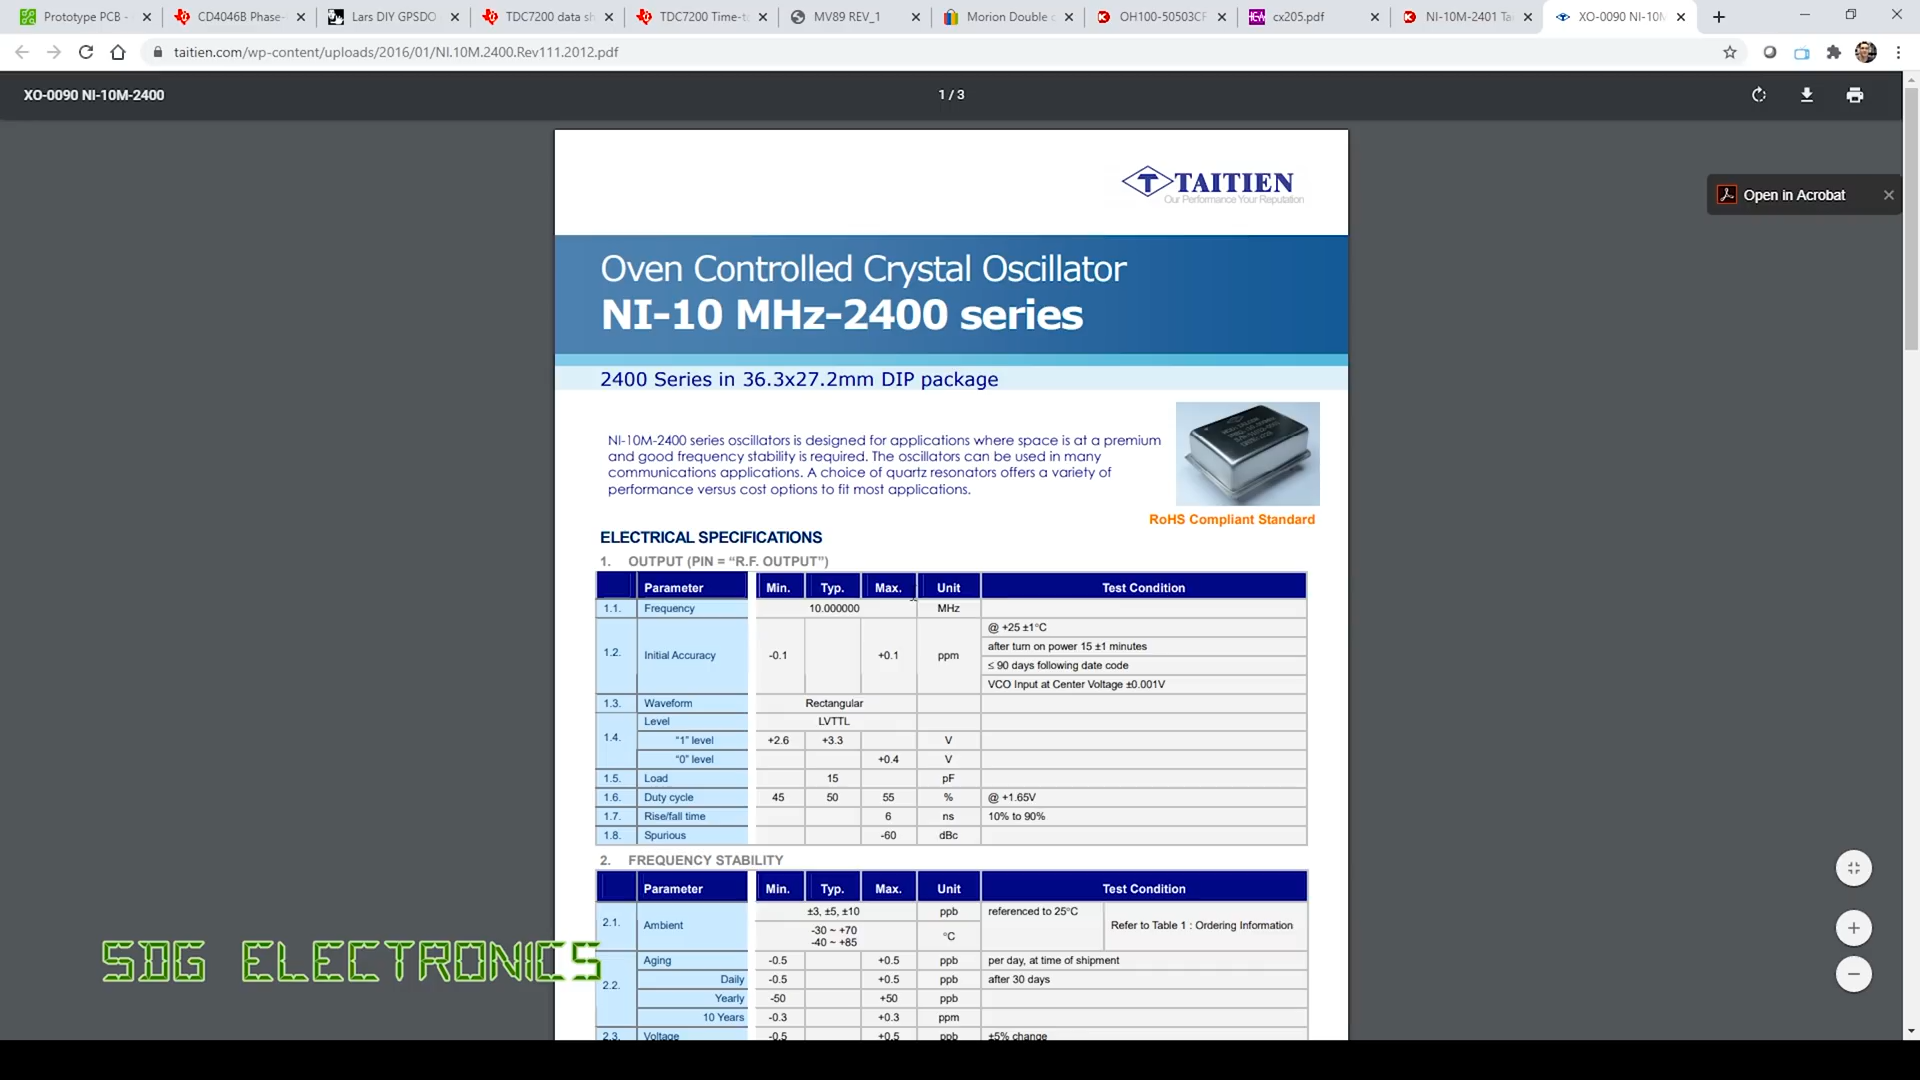 Prototype PCB -
CD4046B Phase-
Lars DIY GPSDO
TDC7200 data sh
TDC7200 Time-to
MV89 REV_1
Morion Double
OH100-50503CF
cx205.pdf
NI-10M-2401 Ta
XO-0090 NI-10M
taitien.com/wp-content/uploads/2016/01/NI.10M.2400.Rev111.2012.pdf
XO-0090 NI-10M-2400
1 / 3
Open in Acrobat
TAITIEN
Our Performance Your Reputation
Oven Controlled Crystal Oscillator
NI-10 MHz-2400 series
2400 Series in 36.3x27.2mm DIP package
NI-10M-2400 series oscillators is designed for applications where space is at a premium
and good frequency stability is required. The oscillators can be used in many
communications applications. A choice of quartz resonators offers a variety of
performance versus cost options to fit most applications.
RoHS Compliant Standard
ELECTRICAL SPECIFICATIONS
1. OUTPUT (PIN = “R.F. OUTPUT”)
Parameter Min. Typ. Max. Unit Test Condition
1.1. Frequency 10.000000 MHz
1.2. Initial Accuracy -0.1 +0.1 ppm
@ +25 ±1°C
after turn on power 15 ±1 minutes
≤ 90 days following date code
VCO Input at Center Voltage ±0.001V
1.3. Waveform Rectangular
1.4. Level LVTTL
“1” level +2.6 +3.3 V
“0” level +0.4 V
1.5. Load 15 pF
1.6. Duty cycle 45 50 55 % @ +1.65V
1.7. Rise/fall time 6 ns 10% to 90%
1.8. Spurious -60 dBc
2. FREQUENCY STABILITY
Parameter Min. Typ. Max. Unit Test Condition
2.1. Ambient ±3, ±5, ±10 ppb referenced to 25°C Refer to Table 1 : Ordering Information
-30 ~ +70
-40 ~ +85
°C
2.2. Aging -0.5 +0.5 ppb per day, at time of shipment
Daily -0.5 +0.5 ppb after 30 days
Yearly -50 +50 ppb
10 Years -0.3 +0.3 ppm
2.3. Voltage -0.5 +0.5 ppb ±5% change
SDG ELECTRONICS